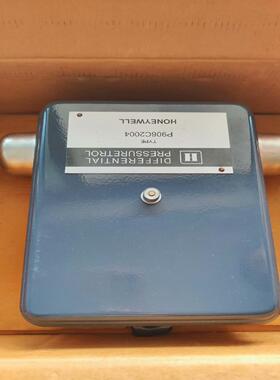 DIFFERENTIAL
PRESSURETROL
TYPE
P906C2004
HONEYWELL